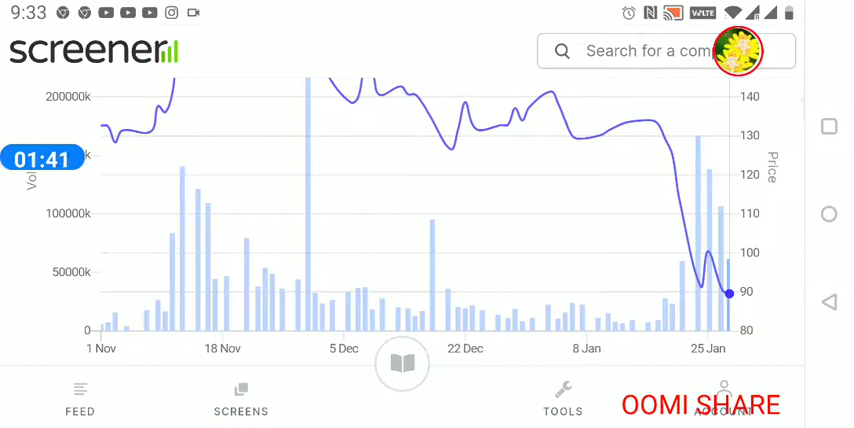 9:33
VoLTE
screener
Search for a comp
200000k 140
130
01:41
Vo
Price
120
100000k 110
100
50000k 90
0 80
1 Nov 18 Nov 5 Dec 22 Dec 8 Jan 25 Jan
FEED SCREENS TOOLS ACCOUNT
OOMI SHARE